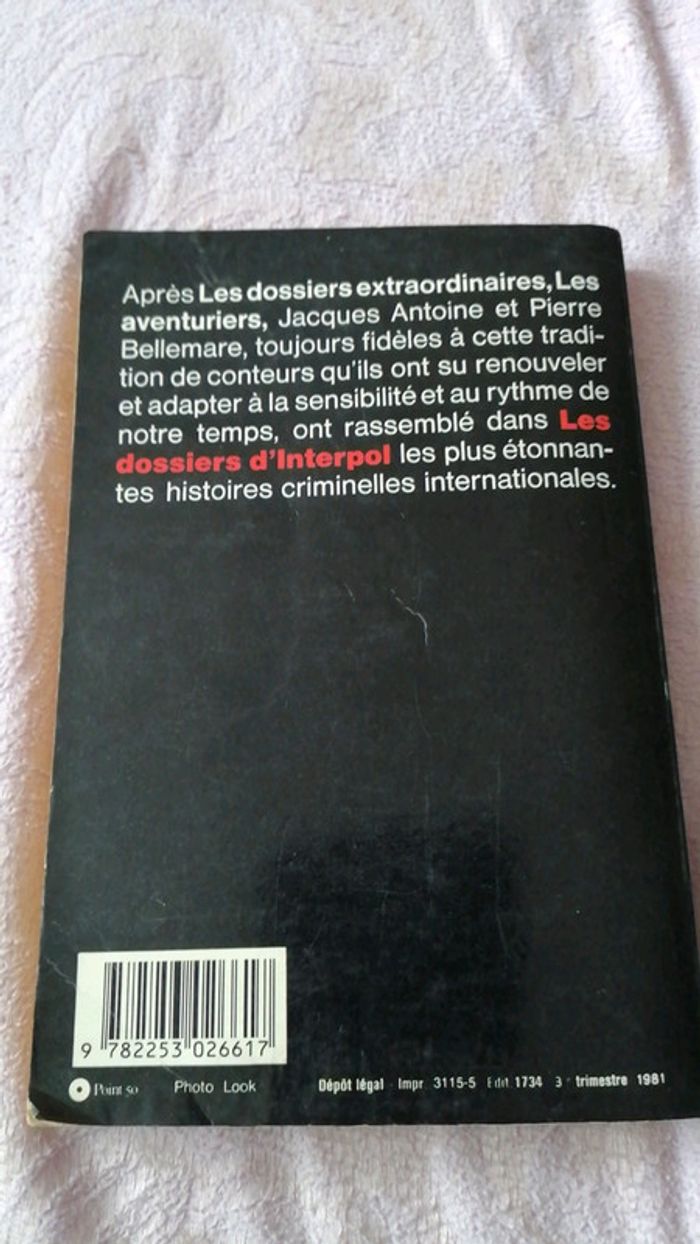 Après Les dossiers extraordinaires, Les
aventuriers, Jacques Antoine et Pierre
Bellemare, toujours fidèles à cette tradi-
tion de conteurs qu'ils ont su renouveler
et adapter à la sensibilité et au rythme de
notre temps, ont rassemblé dans Les
dossiers d'Interpol les plus étonnan-
tes histoires criminelles internationales.
9 782253 026617
Point 50 Photo Look Dépôt légal Impr. 3115-5 Edit. 1734 3e trimestre 1981